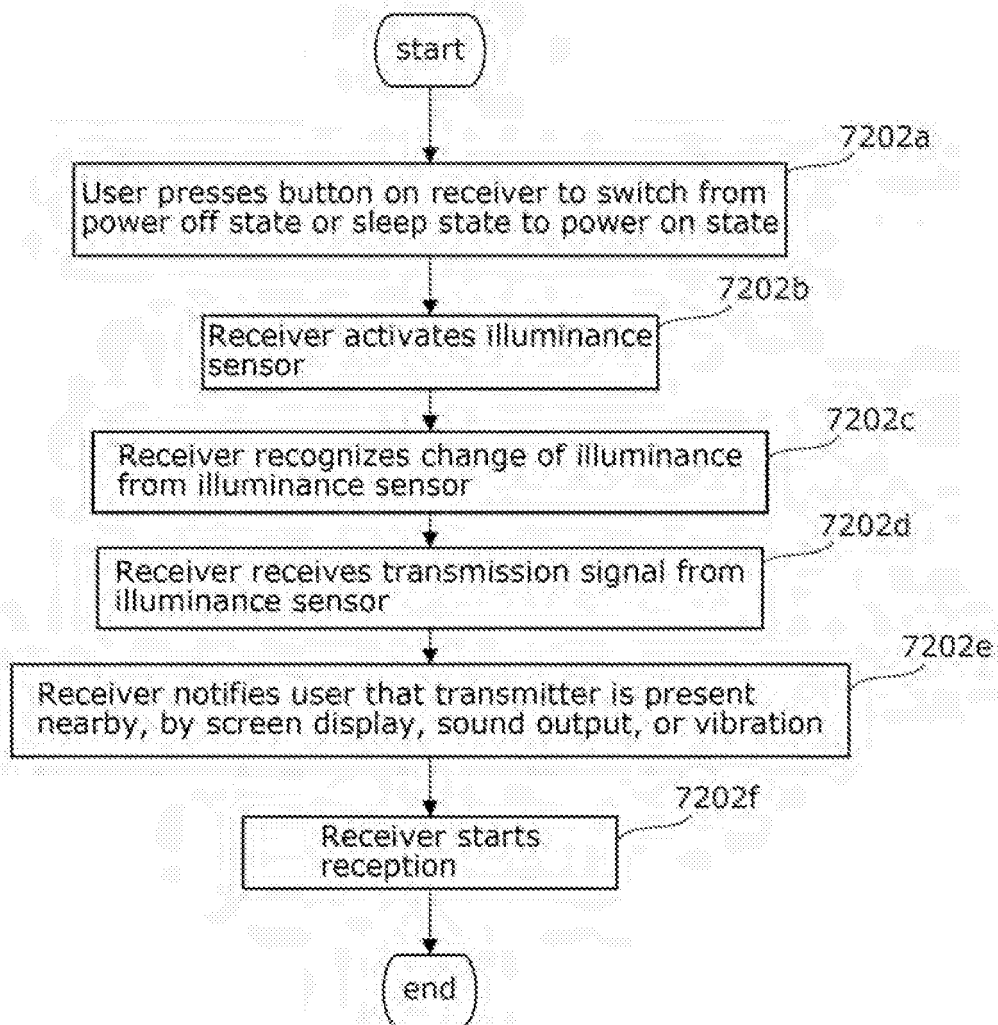 start
7202a
User presses button on receiver to switch from
power off state or sleep state to power on state
7202b
Receiver activates illuminance
sensor
7202c
Receiver recognizes change of illuminance
from illuminance sensor
7202d
Receiver receives transmission signal from
illuminance sensor
7202e
Receiver notifies user that transmitter is present
nearby, by screen display, sound output, or vibration
7202f
Receiver starts
reception
end